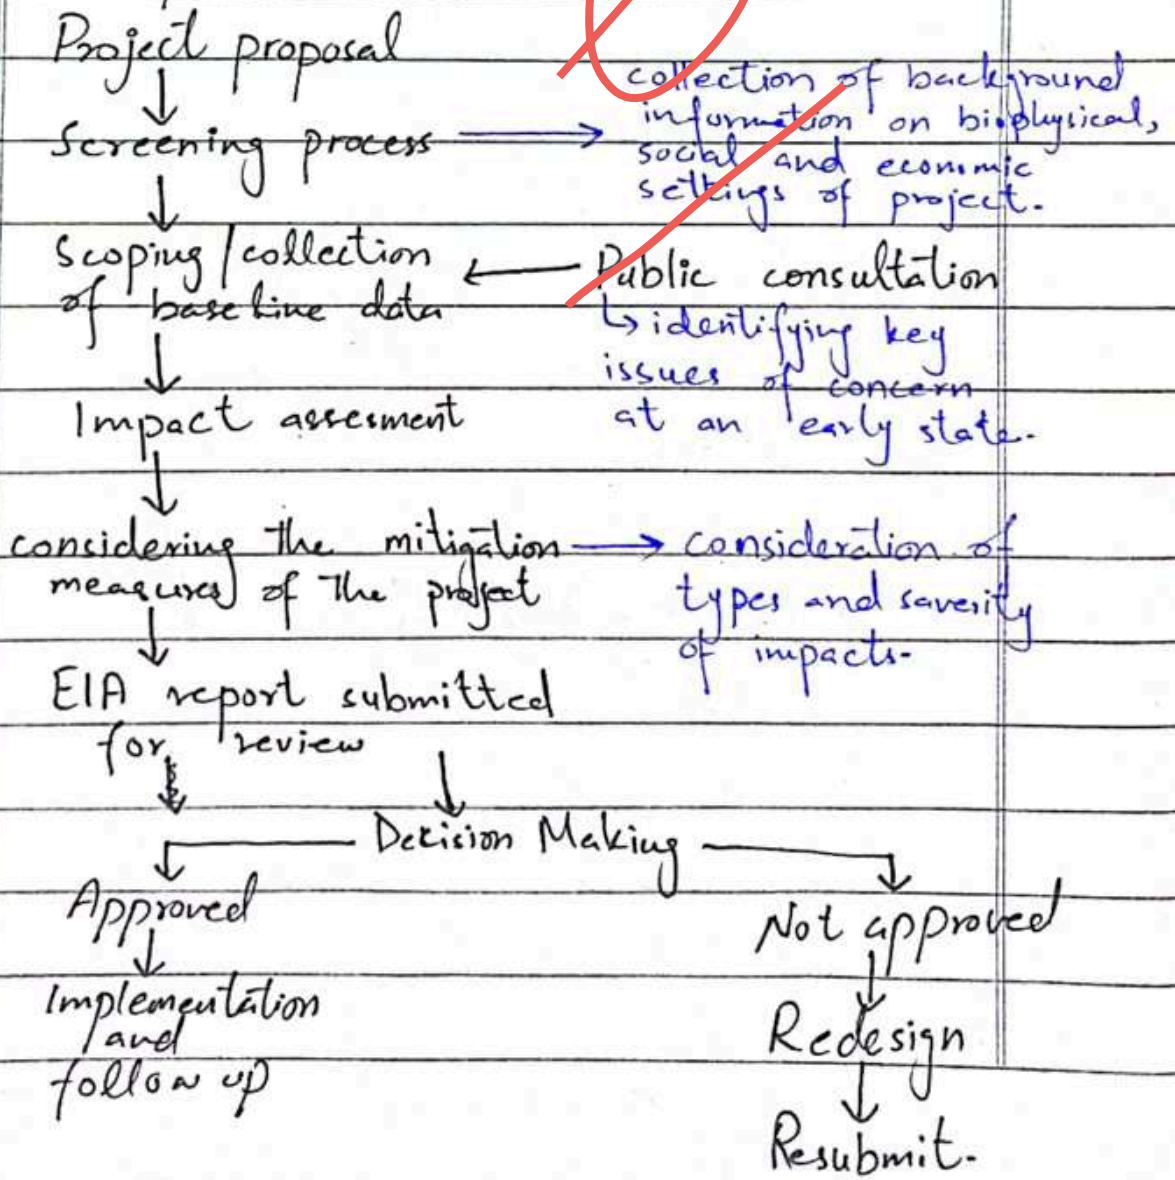 Project proposal
Screening process
collection of background
information on biophysical,
social and economic
settings of project.
Scoping/collection
of baseline data
Public consultation
identifying key
issues of concern
at an early state.
Impact assesment
considering the mitigation
measures of the project
consideration of
types and saverity
of impacts.
EIA report submitted
for review
Decision Making
Approved
Not approved
Implementation
and
follow up
Redesign
Resubmit.